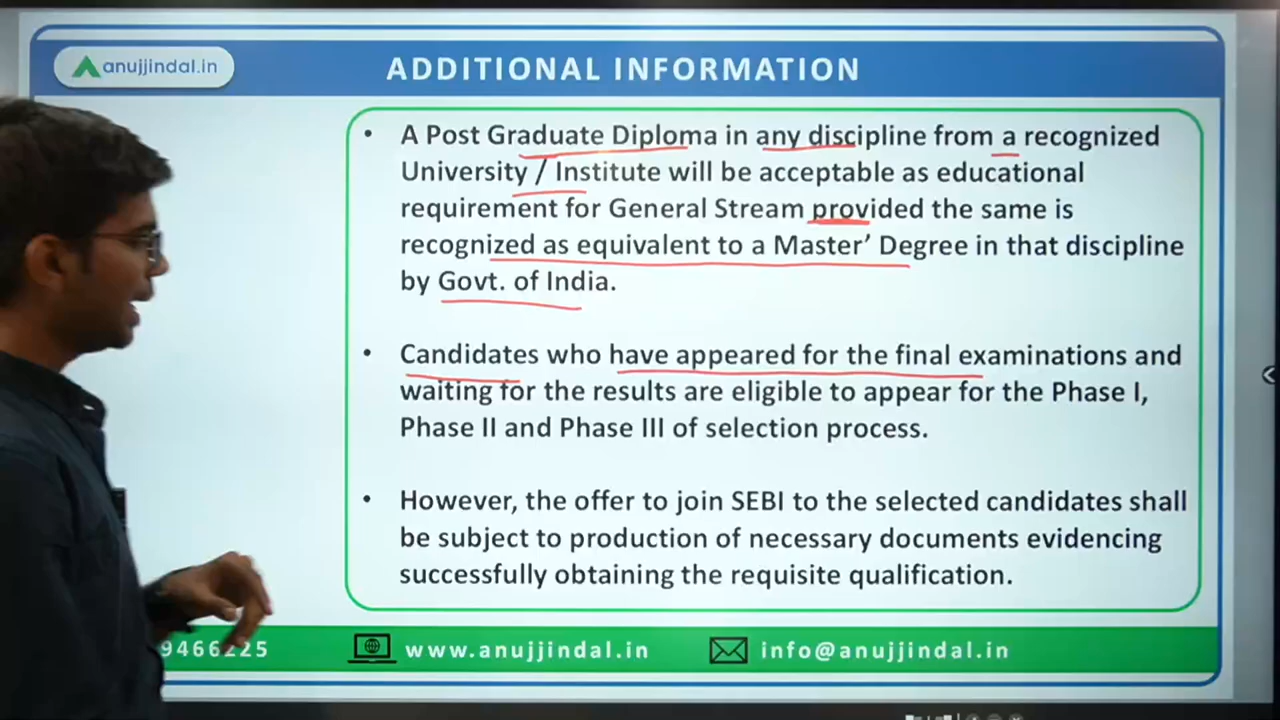 anujjindal.in
ADDITIONAL INFORMATION
• A Post Graduate Diploma in any discipline from a recognized
University / Institute will be acceptable as educational
requirement for General Stream provided the same is
recognized as equivalent to a Master’ Degree in that discipline
by Govt. of India.
• Candidates who have appeared for the final examinations and
waiting for the results are eligible to appear for the Phase I,
Phase II and Phase III of selection process.
• However, the offer to join SEBI to the selected candidates shall
be subject to production of necessary documents evidencing
successfully obtaining the requisite qualification.
9466225 www.anujjindal.in info@anujjindal.in